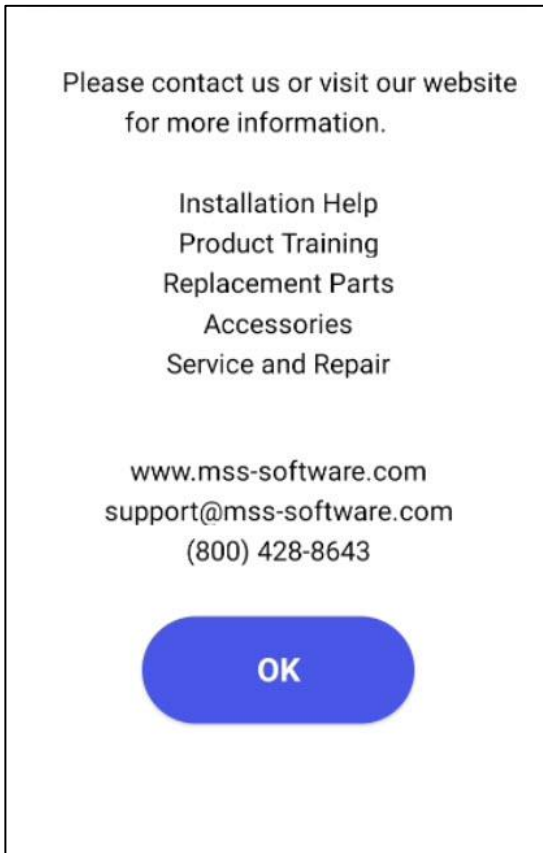 Please contact us or visit our website
for more information.
Installation Help
Product Training
Replacement Parts
Accessories
Service and Repair
www.mss-software.com
support@mss-software.com
(800) 428-8643
OK